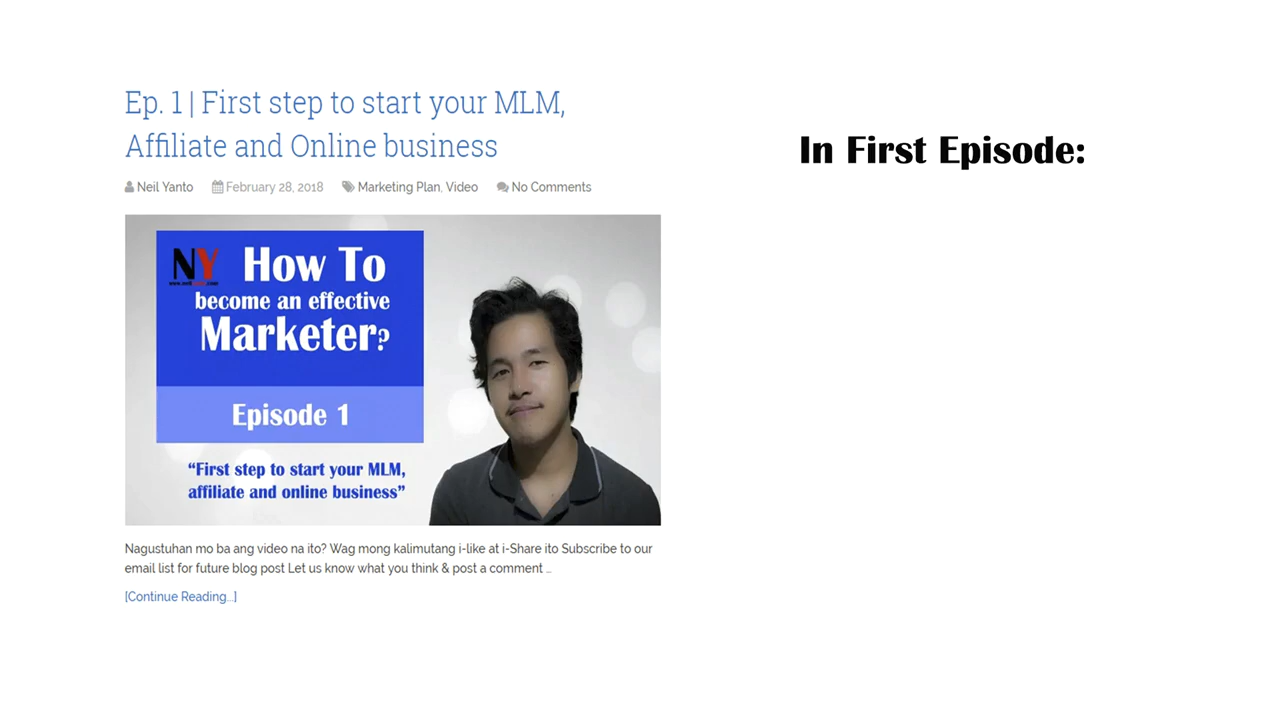 Ep. 1 | First step to start your MLM,
Affiliate and Online business
Neil Yanto February 28, 2018 Marketing Plan, Video No Comments
In First Episode:
NY
How To
become an effective
Marketer?
Episode 1
“First step to start your MLM,
affiliate and online business”
Nagustuhan mo ba ang video na ito? Wag mong kalimutang i-like at i-Share ito Subscribe to our
email list for future blog post Let us know what you think & post a comment ...
[Continue Reading...]